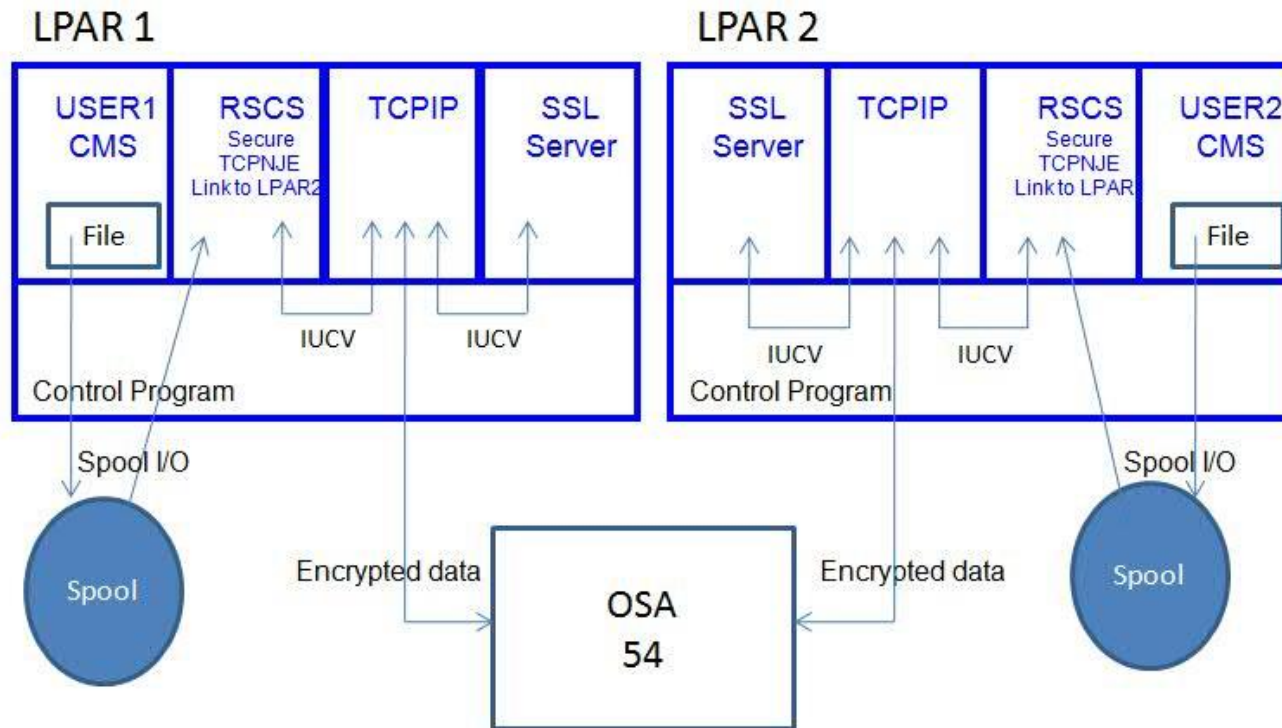 LPAR 1
USER1
CMS
File
RSCS
Secure
TCPNJE
Link to LPAR2
TCPIP
SSL
Server
IUCV
IUCV
Control Program
Spool I/O
Spool
LPAR 2
SSL
Server
TCPIP
RSCS
Secure
TCPNJE
Link to LPAR
USER2
CMS
File
IUCV
IUCV
Control Program
Spool I/O
Spool
Encrypted data
OSA
54
Encrypted data